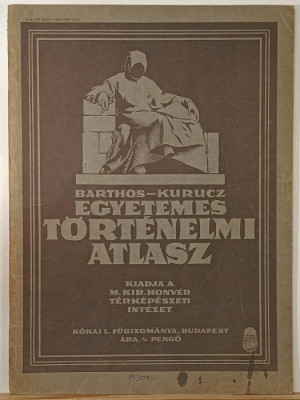 BARTHOS–KURUCZ
EGYETEMES
TÖRTÉNELMI
ATLASZ
KIADJA A
M. KIR. HONVÉD
TÉRKÉPÉSZETI
INTÉZET
KÓKAI L. FŐBIZOMÁNYA, BUDAPEST
ÁRA 4 PENGŐ